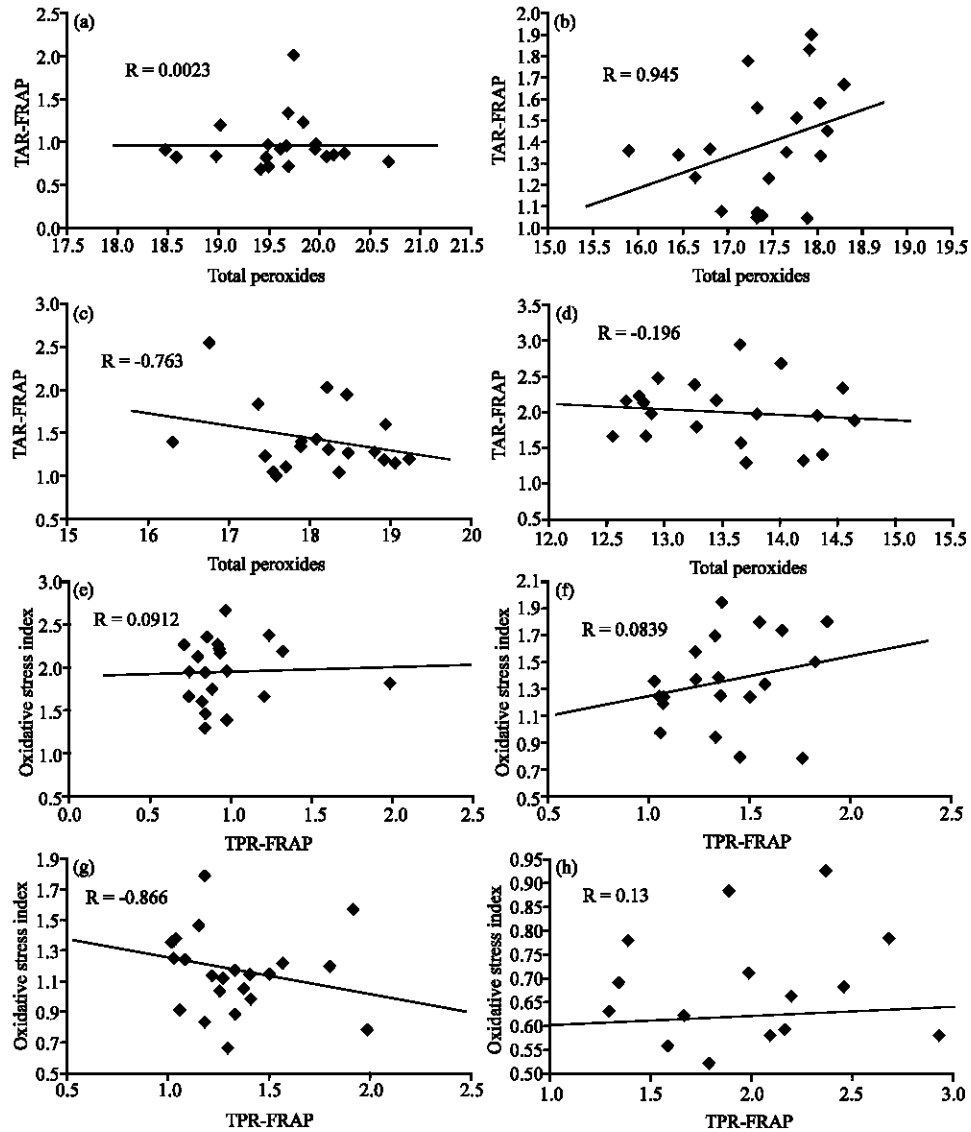 (a)
R = 0.0023
TAR-FRAP
2.5
2.0
1.5
1.0
0.5
0.0
17.5 18.0 18.5 19.0 19.5 20.0 20.5 21.0 21.5
Total peroxides
(b)
R = 0.945
TAR-FRAP
1.9
2.0
1.8
1.7
1.6
1.5
1.4
1.3
1.2
1.1
1.0
15.0 15.5 16.6 17.0 17.5 18.0 18.9 19.0 19.5
Total peroxides
(c)
R = -0.763
TAR-FRAP
3.0
2.5
2.0
1.5
1.0
0.5
15 16 17 18 19 20
Total peroxides
(d)
R = -0.196
TAR-FRAP
3.5
3.0
2.5
2.0
1.5
1.0
0.5
12.0 12.5 13.0 13.5 14.0 14.5 15.0 15.5
Total peroxides
(e)
R = 0.0912
Oxidative stress index
3.0
2.5
2.0
1.5
1.0
0.5
0.0 0.5 1.0 1.5 2.0 2.5
TPR-FRAP
(f)
R = 0.0839
Oxidative stress index
2.1
1.9
1.7
1.5
1.3
1.1
0.9
0.7
0.5
0.5 1.0 1.5 2.0 2.5
TPR-FRAP
(g)
R = -0.866
Oxidative stress index
1.9
1.7
1.5
1.3
1.1
0.9
0.7
0.5
0.5 1.0 1.5 2.0 2.5
TPR-FRAP
(h)
R = 0.13
Oxidative stress index
0.95
0.90
0.85
0.80
0.75
0.70
0.65
0.60
0.55
0.50
1.0 1.5 2.0 2.5 3.0
TPR-FRAP